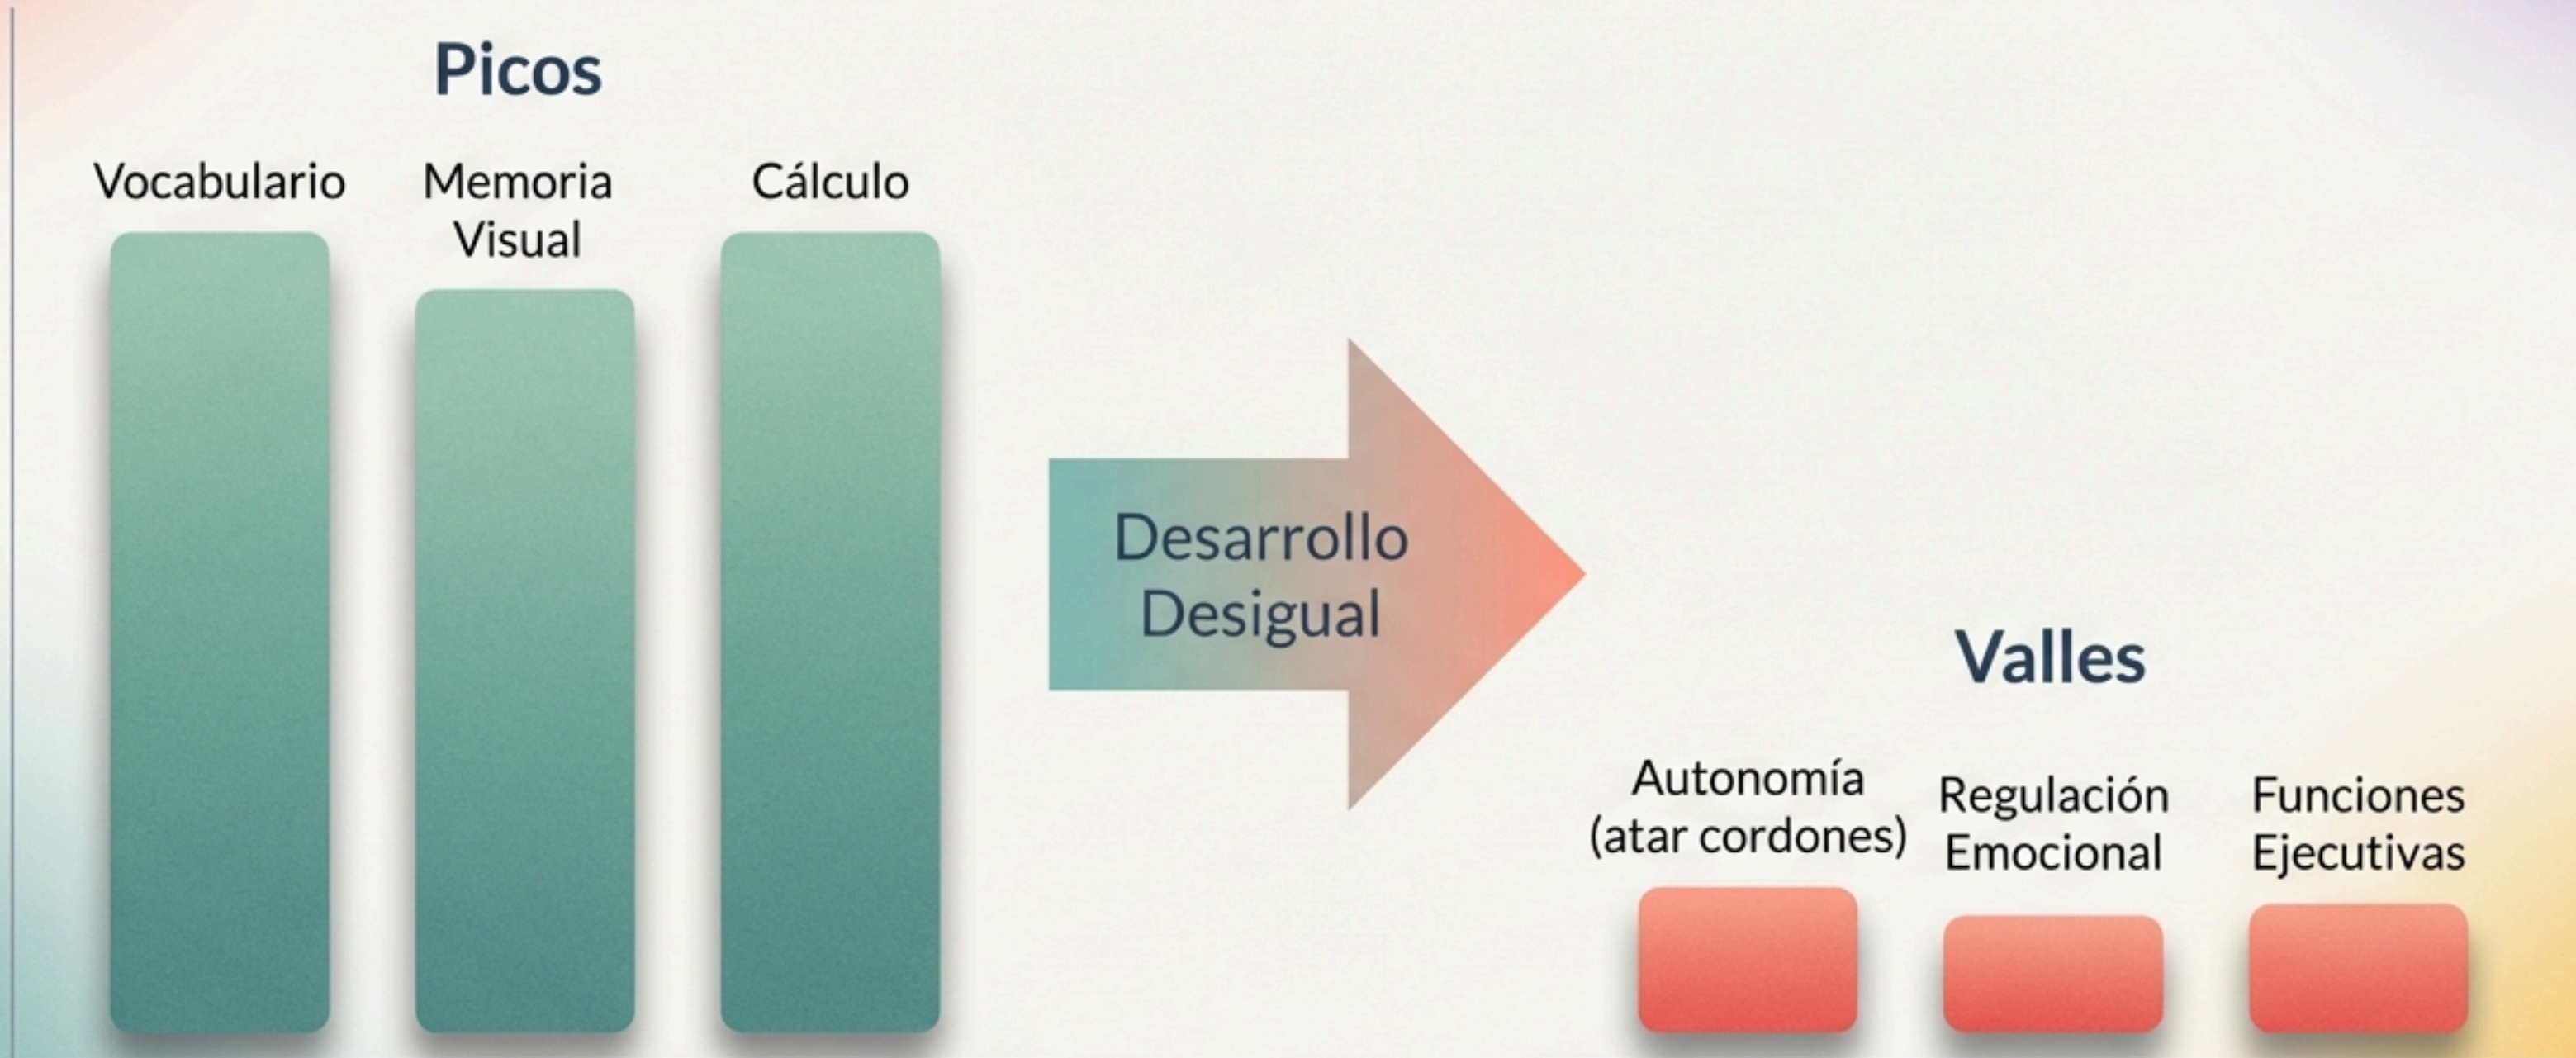 Picos
Vocabulario
Memoria
Visual
Cálculo
Desarrollo
Desigual
Valles
Autonomía
(atar cordones)
Regulación
Emocional
Funciones
Ejecutivas